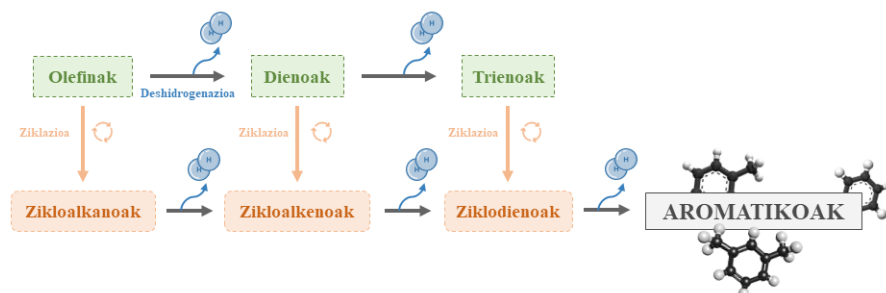 H H
H H
Olefinak
Dienoak
Trienoak
Deshidrogenazioa
Ziklazioa
Ziklazioa
Ziklazioa
H H
H H
H H
Zikloalkanoak
Zikloalkenoak
Ziklodienoak
AROMATIKOAK